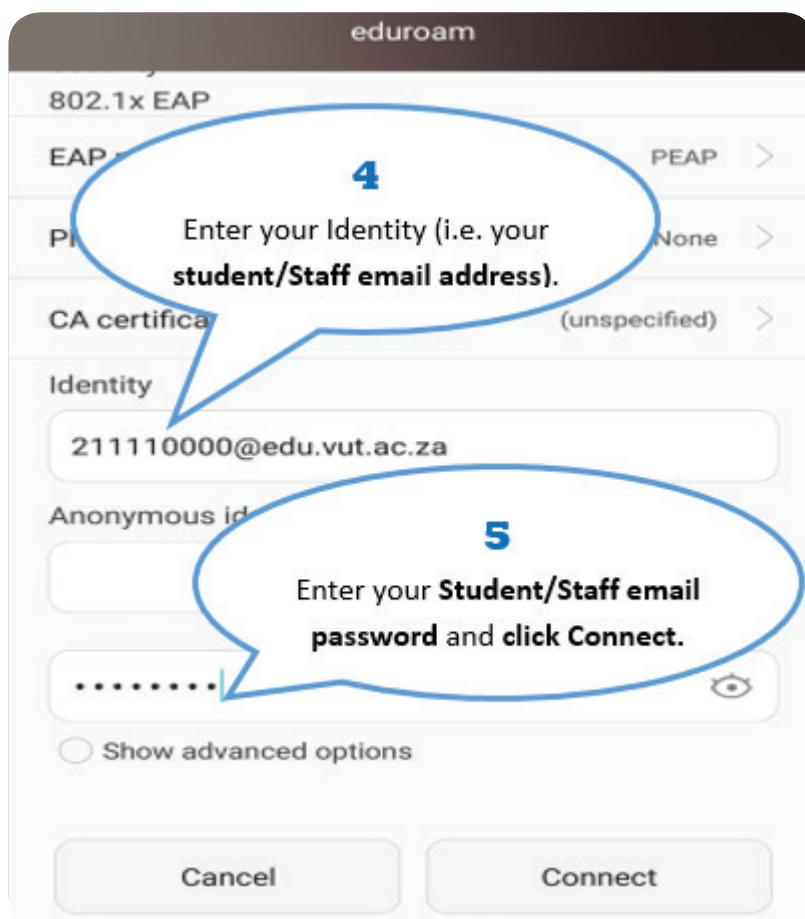 eduroam
802.1x EAP
EAP
PEAP
4
Enter your Identity (i.e. your
student/Staff email address).
None
CA certifica
(unspecified)
Identity
211110000@edu.vut.ac.za
Anonymous id
5
Enter your Student/Staff email
password and click Connect.
••••••••
Show advanced options
Cancel
Connect